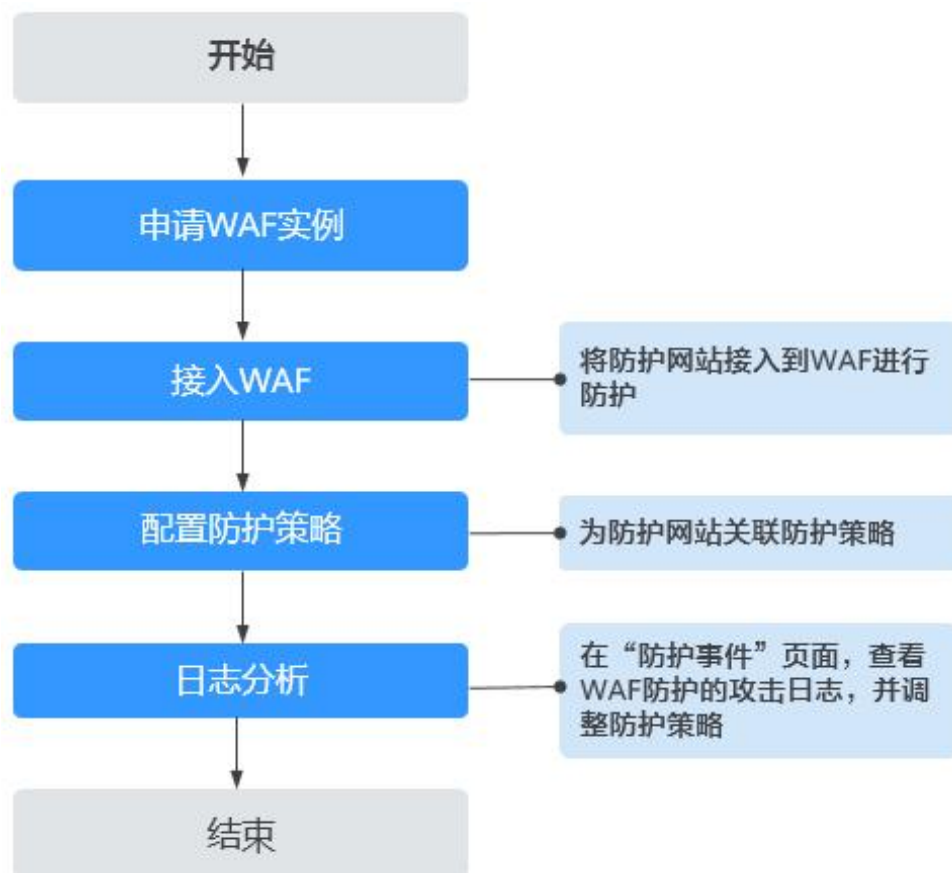 开始
申请WAF实例
接入WAF
将防护网站接入到WAF进行
防护
配置防护策略
为防护网站关联防护策略
日志分析
在“防护事件”页面，查看
WAF防护的攻击日志，并调
整防护策略
结束